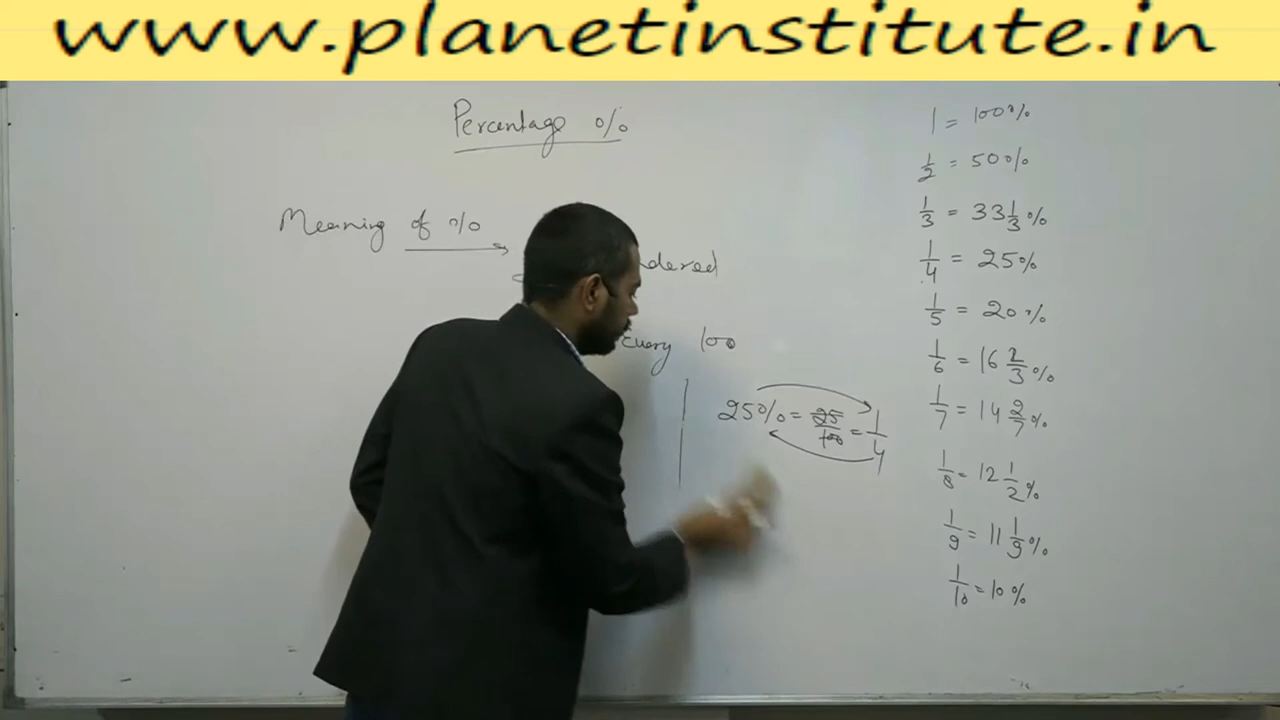 www.planetinstitute.in
Percentage %
Meaning of %
Every 100
25% = 25/100 = 1/4
1 = 100%
1/2 = 50%
1/3 = 33 1/3 %
1/4 = 25%
1/5 = 20%
1/6 = 16 2/3 %
1/7 = 14 2/7 %
1/8 = 12 1/2 %
1/9 = 11 1/9 %
1/10 = 10%